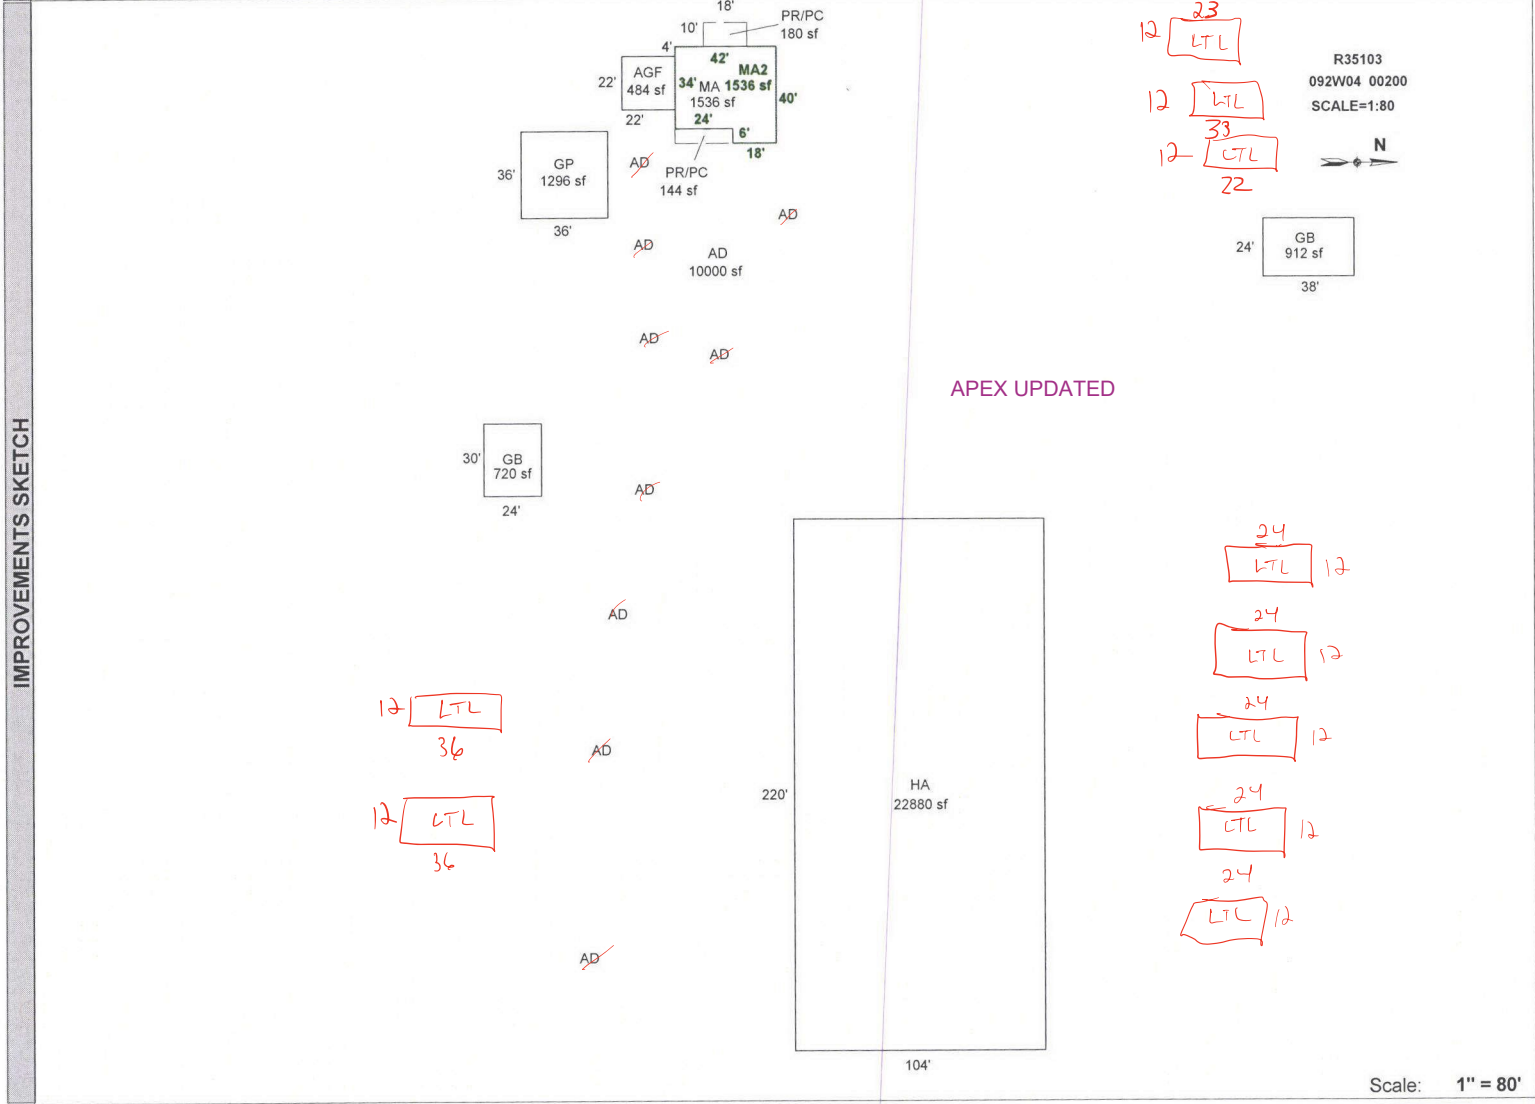 IMPROVEMENTS SKETCH
18'
10'
PR/PC
180 sf
4'
42'
MA2
1536 sf
34'
MA
1536 sf
40'
24'
6'
18'
22'
AGF
484 sf
22'
PR/PC
144 sf
36'
GP
1296 sf
36'
AD
AD
AD
AD
10000 sf
AD
AD
30'
GB
720 sf
24'
AD
AD
AD
AD
12
LTL
36
12
LTL
36
APEX UPDATED
220'
HA
22880 sf
104'
23
12
LTL
12
LTL
33
12
LTL
22
R35103
092W04 00200
SCALE=1:80
N
24'
GB
912 sf
38'
24
LTL
12
24
LTL
12
24
LTL
12
24
LTL
12
24
LTL
12
Scale: 1" = 80'